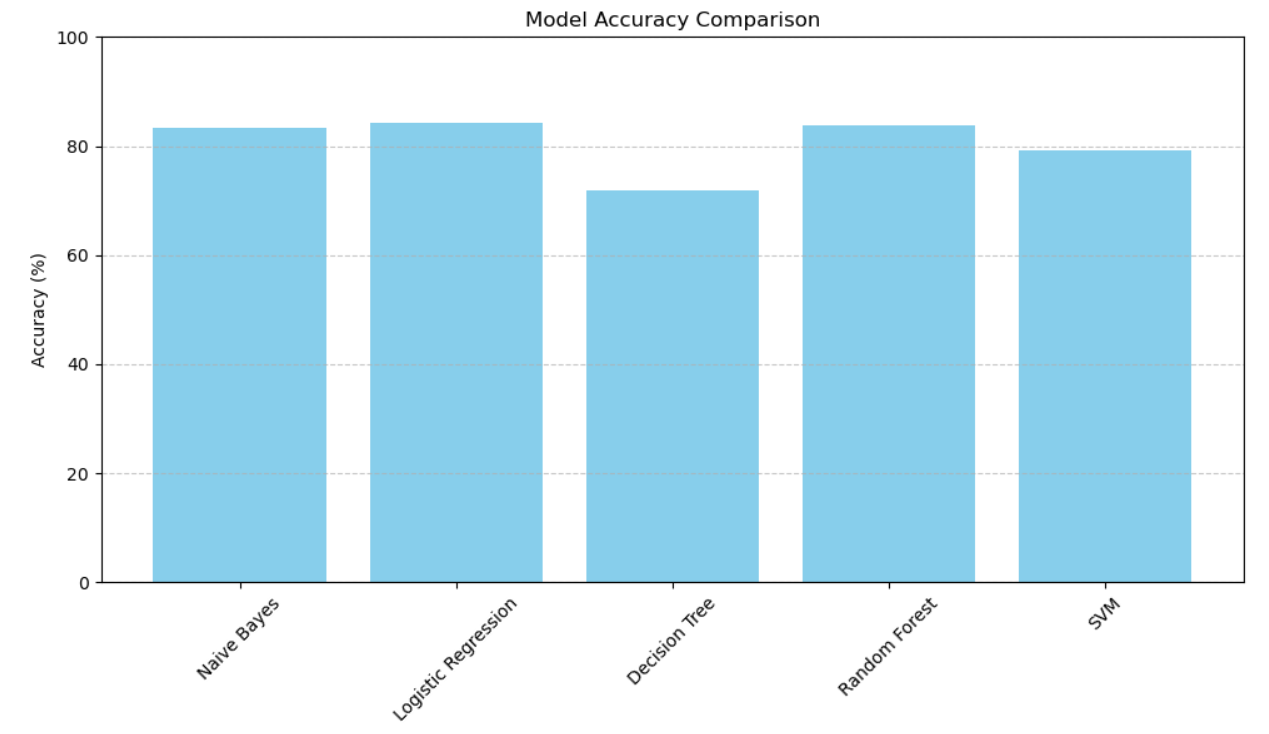 Model Accuracy Comparison
100
80
60
40
20
0
Accuracy (%)
Naive Bayes
Logistic Regression
Decision Tree
Random Forest
SVM